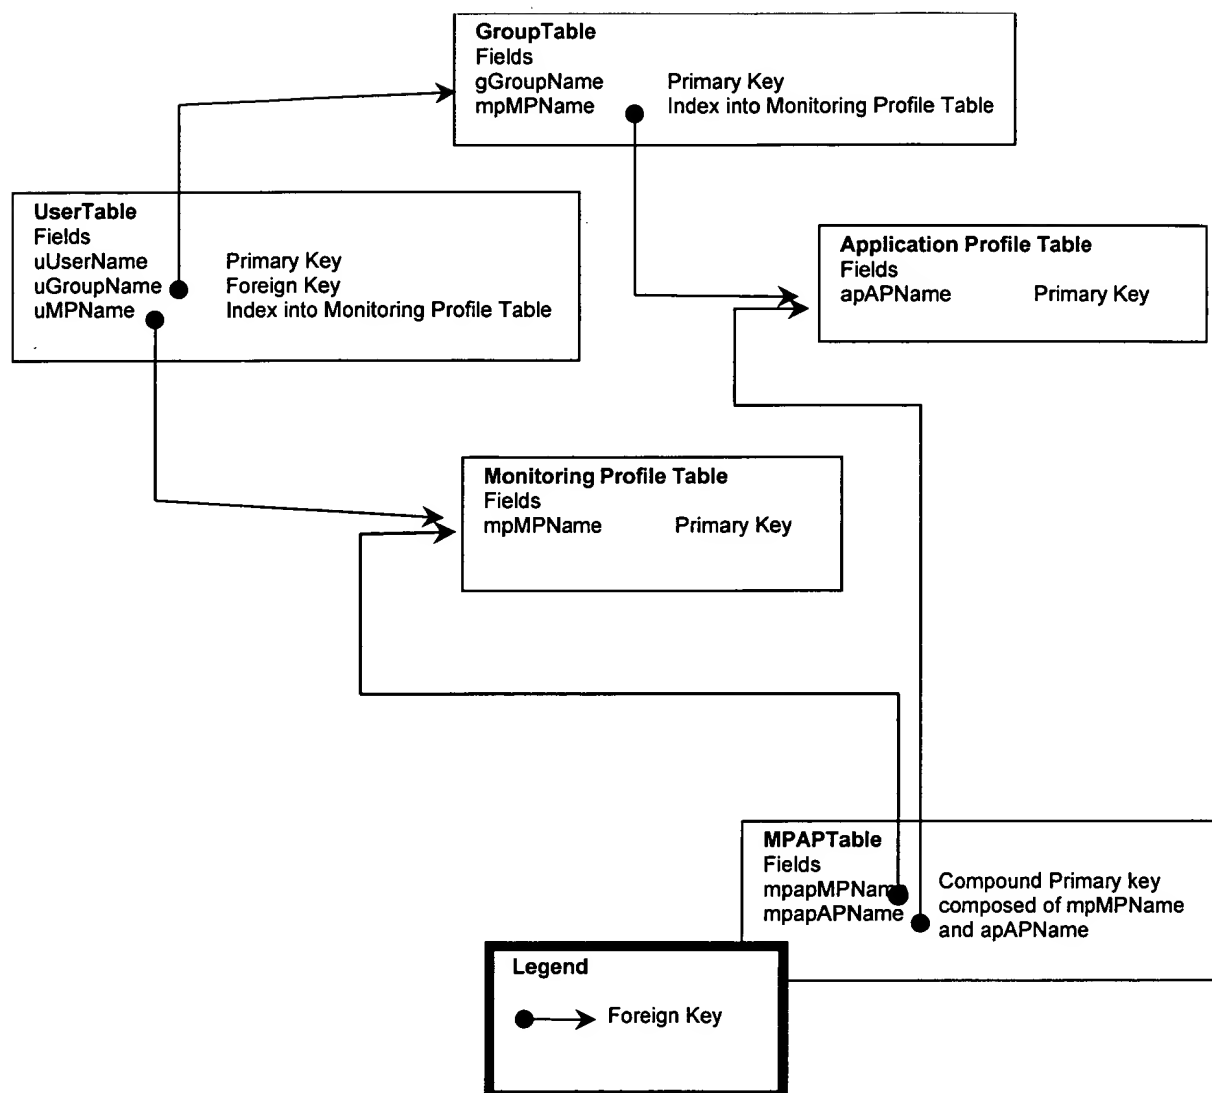 GroupTable
Fields
gGroupName Primary Key
mpMPName Index into Monitoring Profile Table
UserTable
Fields
uUserName Primary Key
uGroupName Foreign Key
uMPName Index into Monitoring Profile Table
Application Profile Table
Fields
apAPName Primary Key
Monitoring Profile Table
Fields
mpMPName Primary Key
MPAPTable
Fields
mpapMPName
mpapAPName
Compound Primary key
composed of mpMPName
and apAPName
Legend
Foreign Key